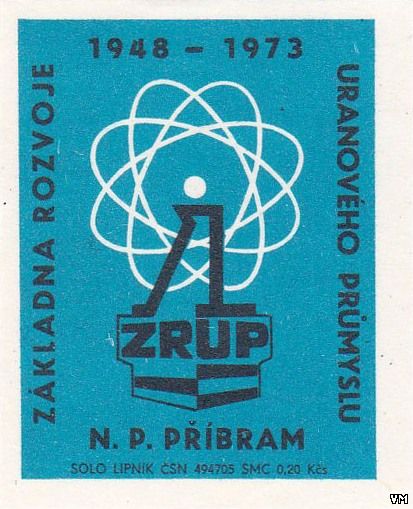 1948 – 1973
ZÁKLADNA ROZVOJE
URANOVÉHO PRŮMYSLU
ZRUP
N. P. PŘÍBRAM
SOLO LIPNÍK ČSN 494705 SMC 0,20 Kčs
VM